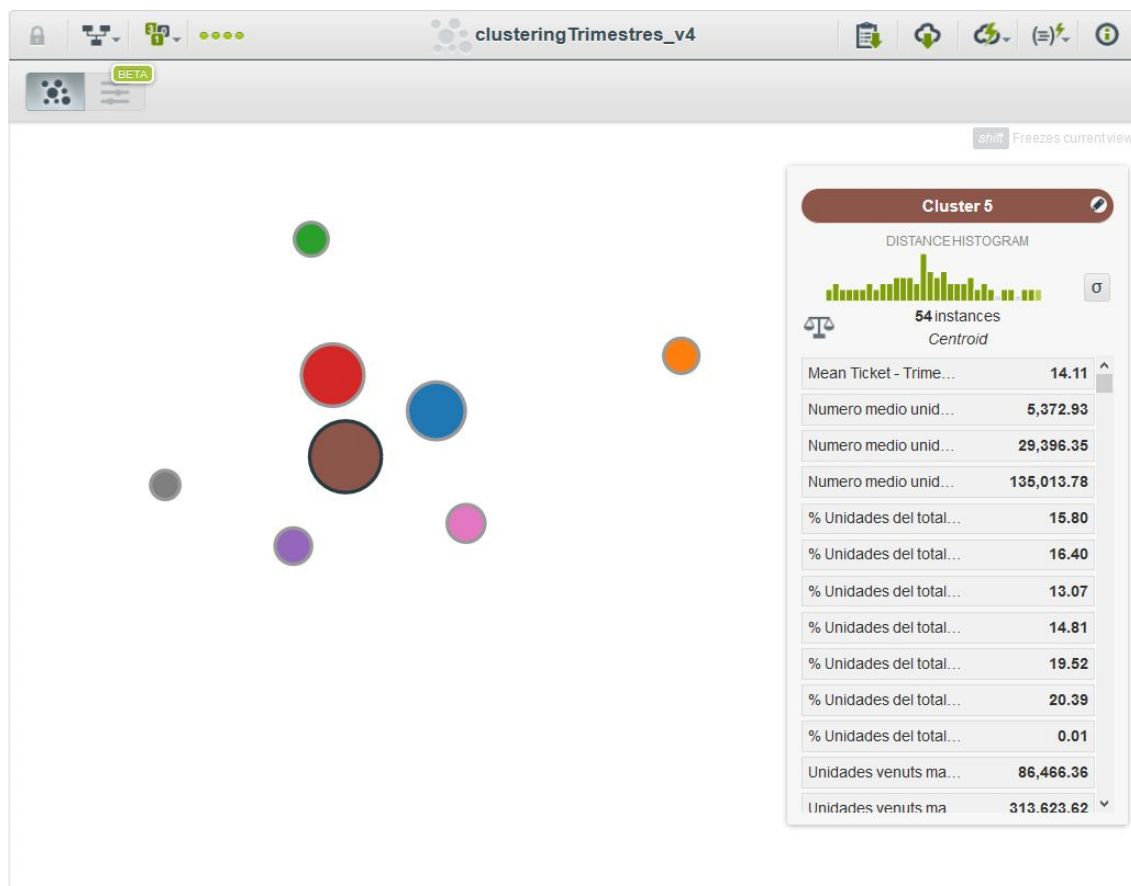 clusteringTrimestres_v4
BETA
shift Freezes current view
Cluster 5
DISTANCE HISTOGRAM
σ
54 instances
Centroid
Mean Ticket - Trime... 14.11
Numero medio unid... 5,372.93
Numero medio unid... 29,396.35
Numero medio unid... 135,013.78
% Unidades del total... 15.80
% Unidades del total... 16.40
% Unidades del total... 13.07
% Unidades del total... 14.81
% Unidades del total... 19.52
% Unidades del total... 20.39
% Unidades del total... 0.01
Unidades venuts ma... 86,466.36
Unidades venuts ma 313,623.62